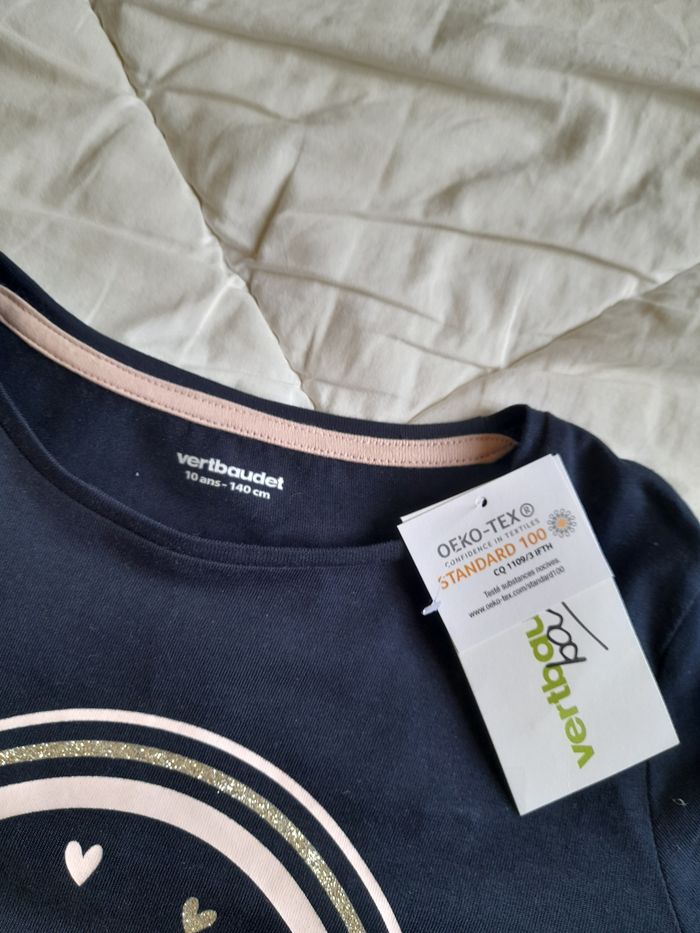 vertbaudet
10 ans - 140 cm
OEKO-TEX®
CONFIDENCE IN TEXTILES
STANDARD 100
CQ 1109/3 IFTH
Testé substances nocives.
www.oeko-tex.com/standard100